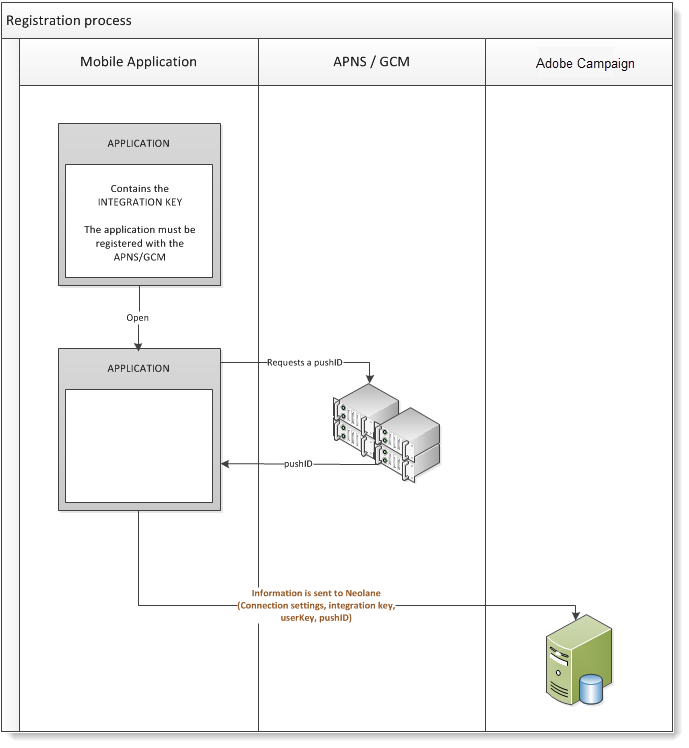 Registration process
Mobile Application
APNS / GCM
Adobe Campaign
APPLICATION
Contains the
INTEGRATION KEY
The application must be
registered with the
APNS/GCM
Open
APPLICATION
Requests a pushID
pushID
Information is sent to Neolane
(Connection settings, integration key,
userKey, pushID)